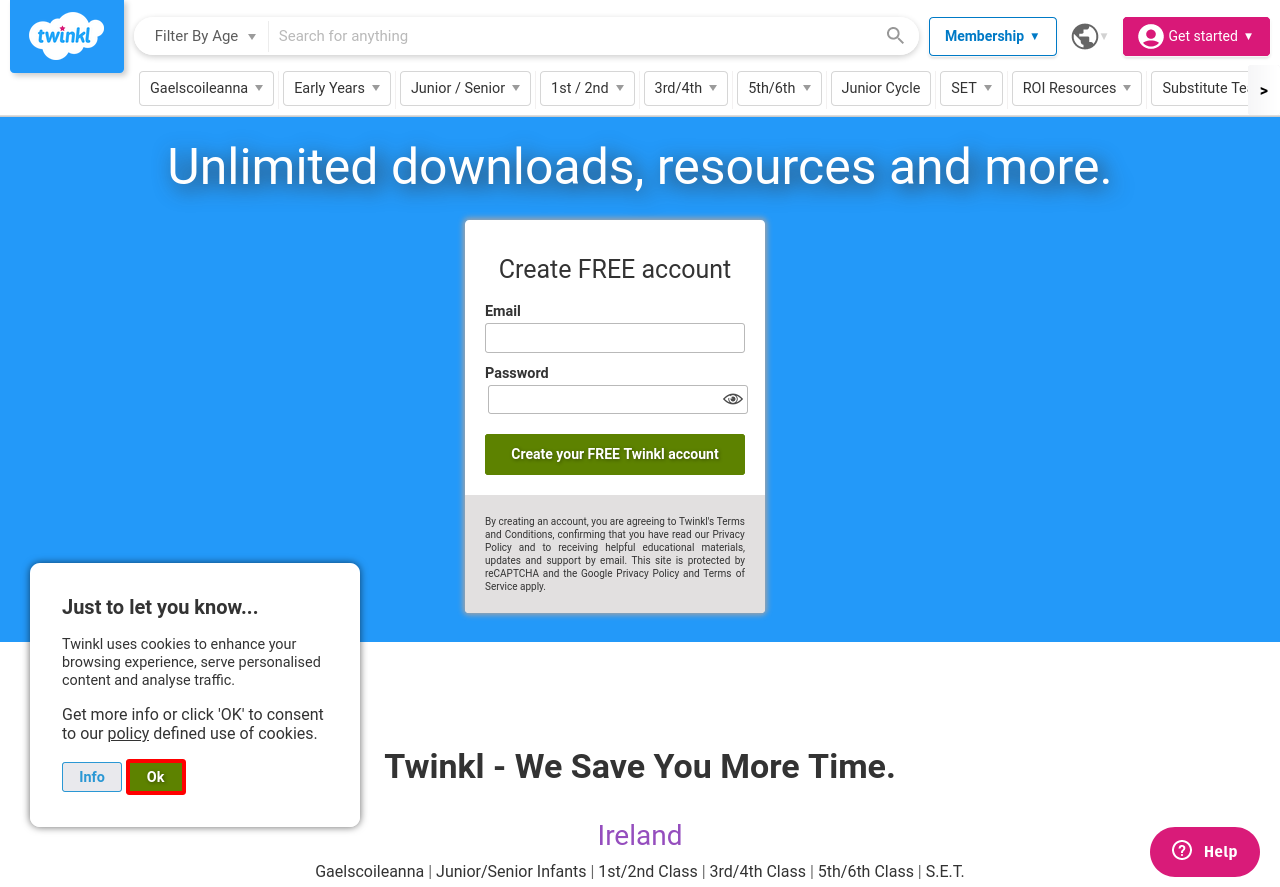 twinkl
Filter By Age
Search for anything
Membership ▼
Get started ▼
Gaelscoileanna
Early Years
Junior / Senior
1st / 2nd
3rd/4th
5th/6th
Junior Cycle
SET
ROI Resources
Substitute
>
Unlimited downloads, resources and more.
Create FREE account
Email
Password
Create your FREE Twinkl account
By creating an account, you are agreeing to Twinkl's Terms
and Conditions, confirming that you have read our Privacy
Policy and to receiving helpful educational materials,
updates and support by email. This site is protected by
reCAPTCHA and the Google Privacy Policy and Terms of
Service apply.
Just to let you know...
Twinkl uses cookies to enhance your
browsing experience, serve personalised
content and analyse traffic.
Get more info or click 'OK' to consent
to our policy defined use of cookies.
Info
Ok
Twinkl - We Save You More Time.
Ireland
Gaelscoileanna | Junior/Senior Infants | 1st/2nd Class | 3rd/4th Class | 5th/6th Class | S.E.T.
Help